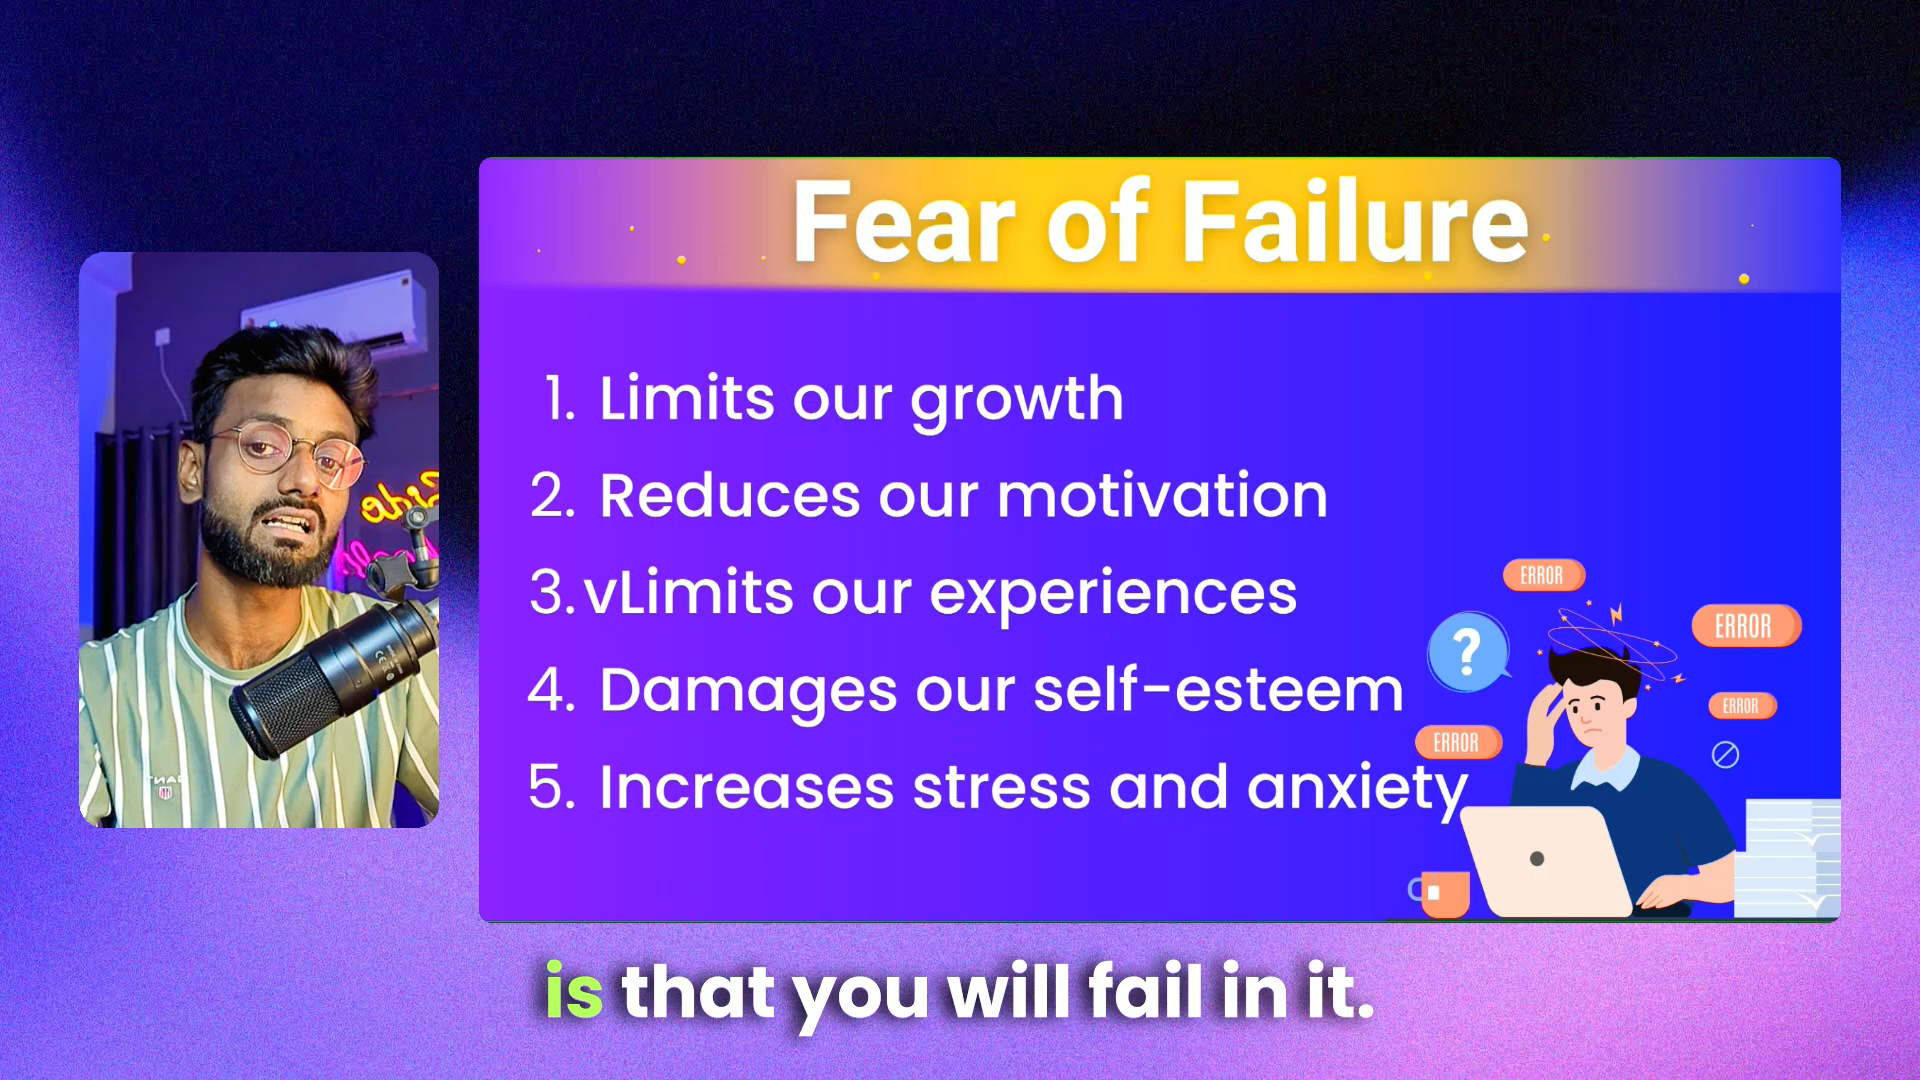 Fear of Failure
1. Limits our growth
2. Reduces our motivation
3. vLimits our experiences
4. Damages our self-esteem
5. Increases stress and anxiety
ERROR
ERROR
?
ERROR
ERROR
is that you will fail in it.